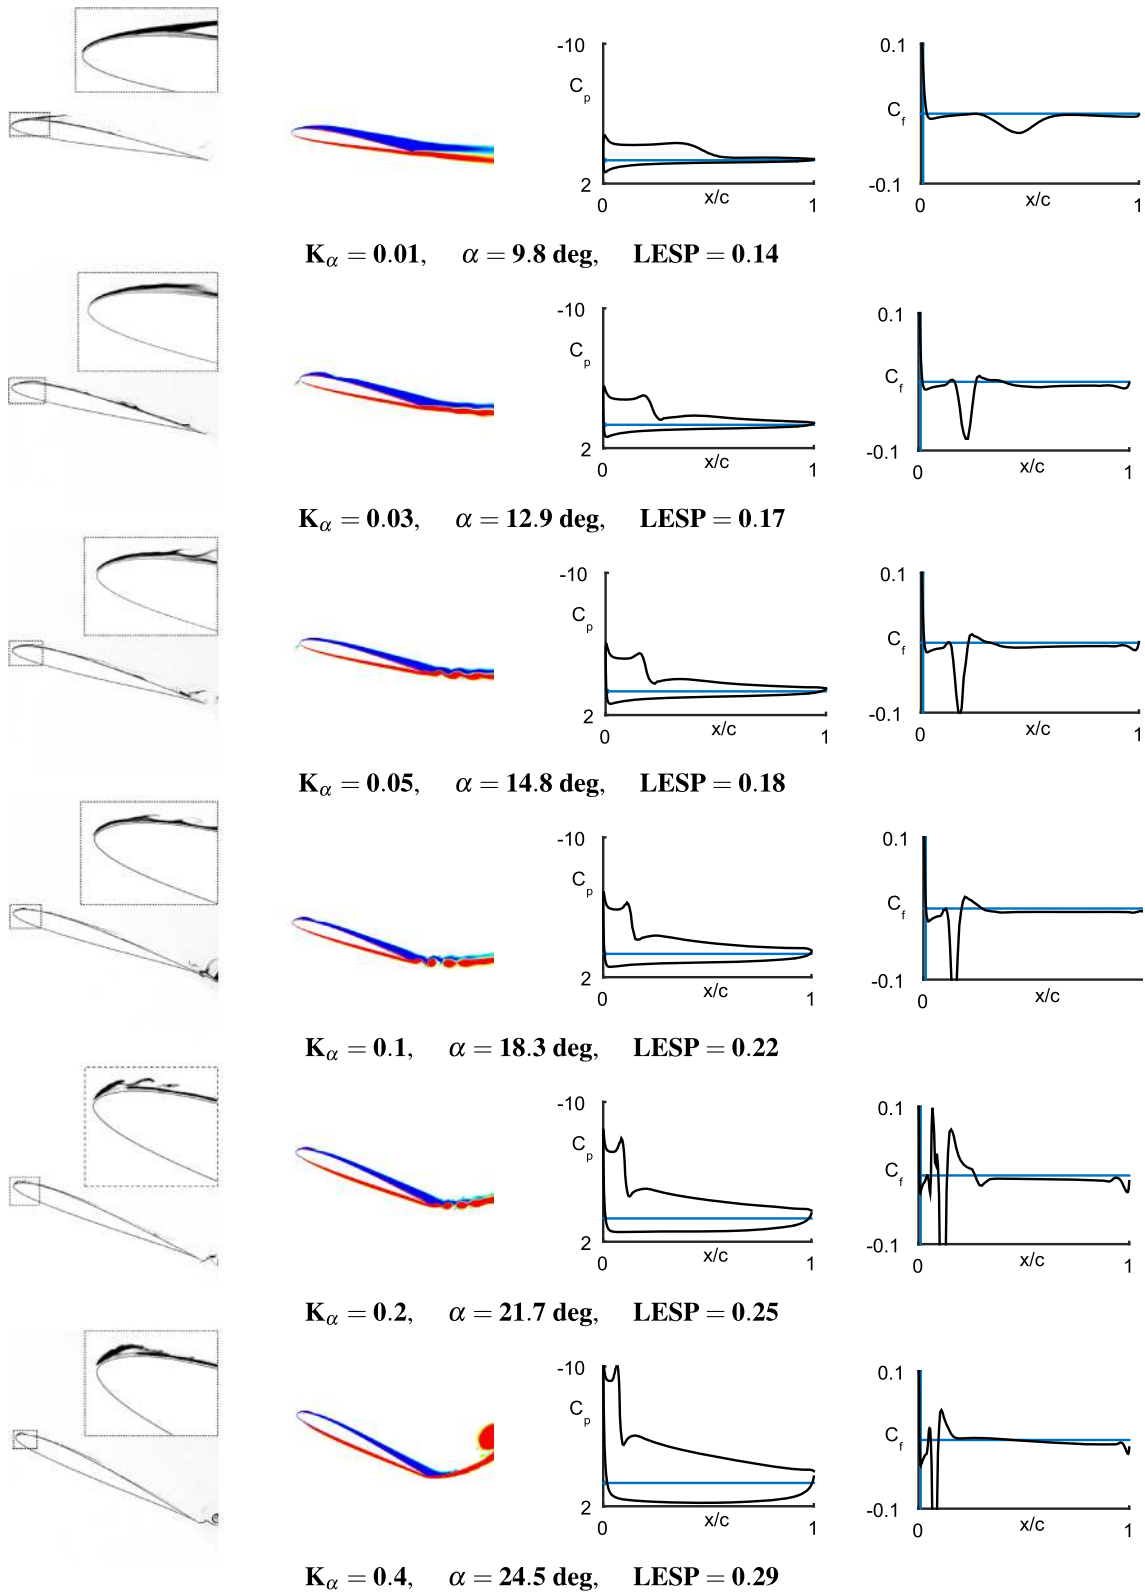 -10
C_p
2
0
x/c
1
0.1
C_f
-0.1
0
x/c
1
K_α = 0.01, α = 9.8 deg, LESP = 0.14
-10
C_p
2
0
x/c
1
0.1
C_f
-0.1
0
x/c
1
K_α = 0.03, α = 12.9 deg, LESP = 0.17
-10
C_p
2
0
x/c
1
0.1
C_f
-0.1
0
x/c
1
K_α = 0.05, α = 14.8 deg, LESP = 0.18
-10
C_p
2
0
x/c
1
0.1
C_f
-0.1
0
x/c
K_α = 0.1, α = 18.3 deg, LESP = 0.22
-10
C_p
2
0
x/c
1
0.1
C_f
-0.1
0
x/c
1
K_α = 0.2, α = 21.7 deg, LESP = 0.25
-10
C_p
2
0
x/c
1
0.1
C_f
-0.1
0
x/c
1
K_α = 0.4, α = 24.5 deg, LESP = 0.29